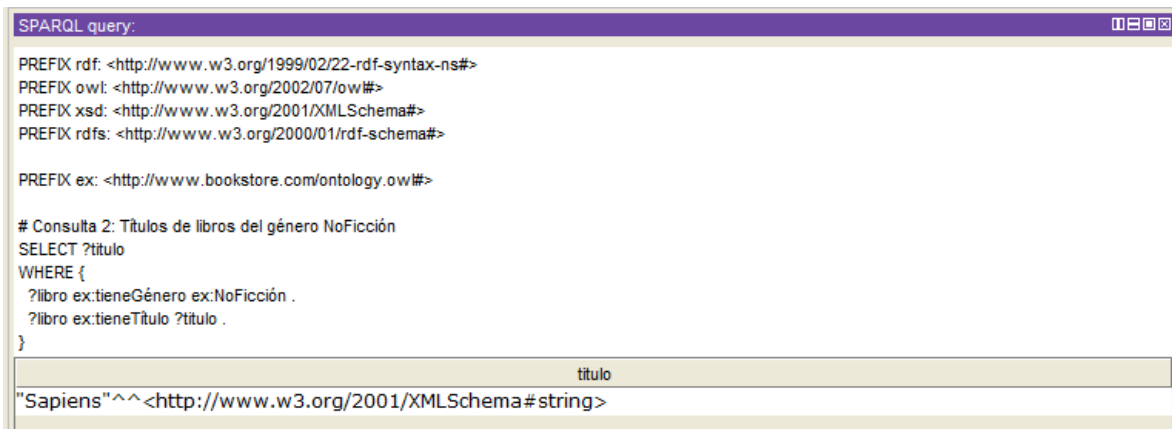 SPARQL query:
PREFIX rdf: <http://www.w3.org/1999/02/22-rdf-syntax-ns#>
PREFIX owl: <http://www.w3.org/2002/07/owl#>
PREFIX xsd: <http://www.w3.org/2001/XMLSchema#>
PREFIX rdfs: <http://www.w3.org/2000/01/rdf-schema#>
PREFIX ex: <http://www.bookstore.com/ontology.owl#>
# Consulta 2: Títulos de libros del género NoFicción
SELECT ?titulo
WHERE {
?libro ex:tieneGénero ex:NoFicción .
?libro ex:tieneTítulo ?titulo .
}
titulo
"Sapiens"^^<http://www.w3.org/2001/XMLSchema#string>